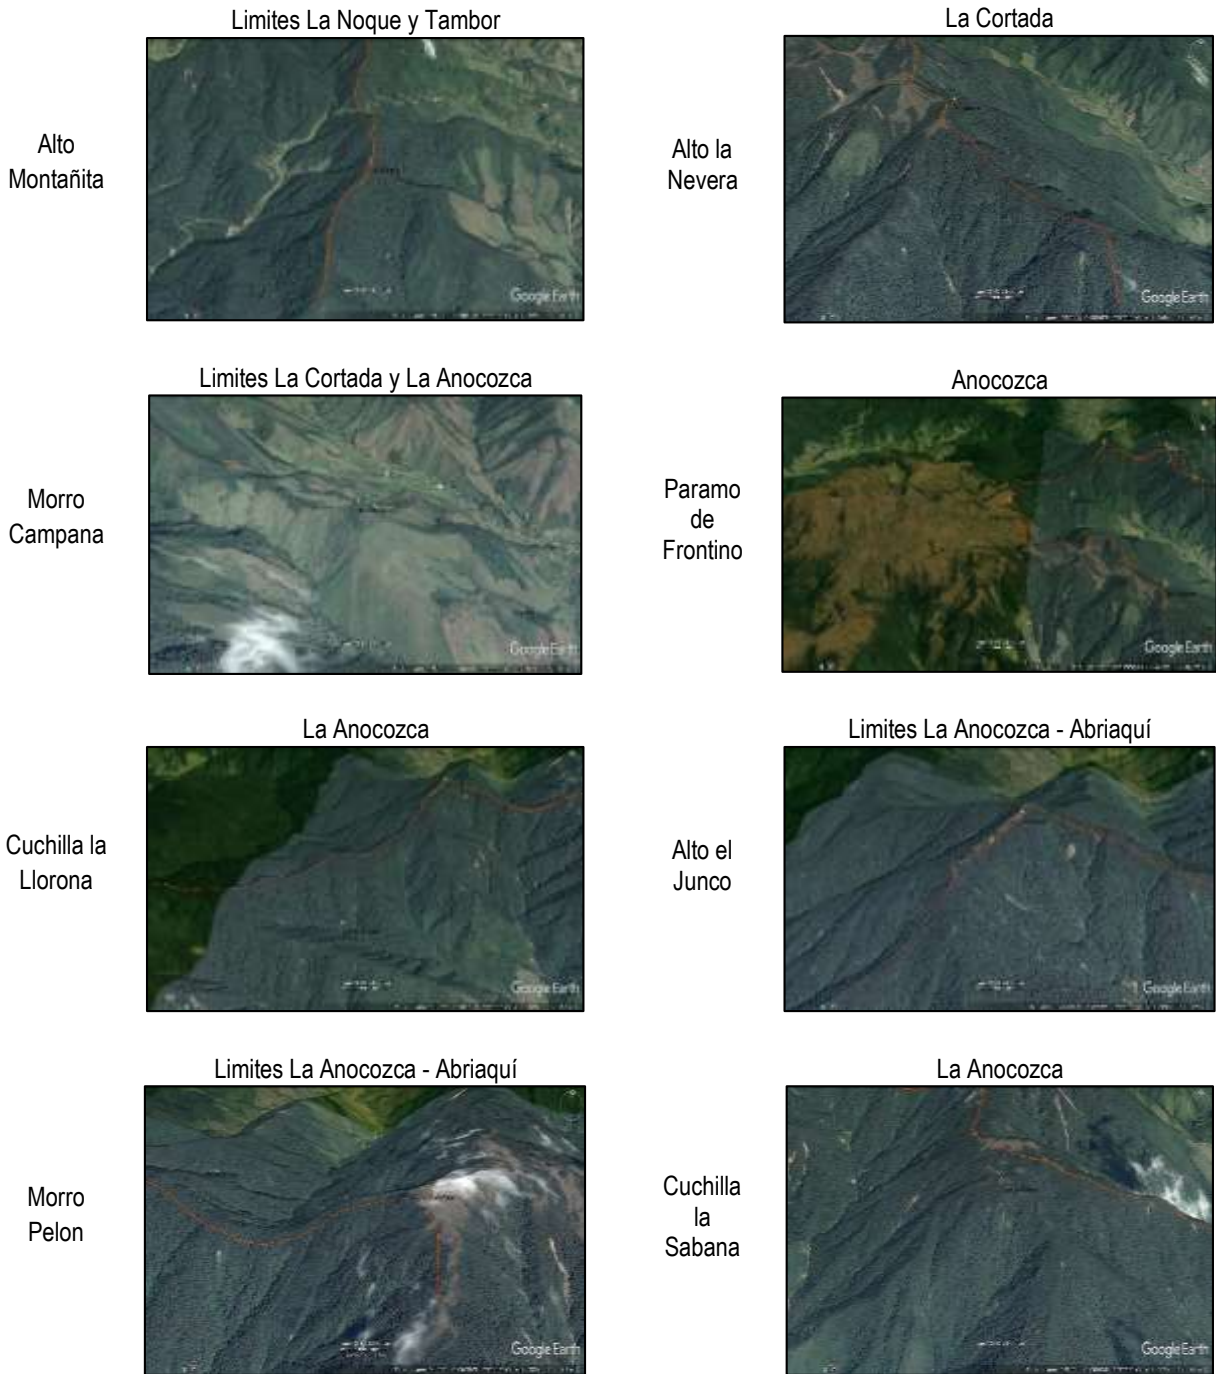 Limites La Noque y Tambor
La Cortada
Alto
Montañita
Google Earth
Alto la
Nevera
Google Earth
Limites La Cortada y La Anocozca
Anocozca
Morro
Campana
Google Earth
Paramo
de
Frontino
Google Earth
La Anocozca
Limites La Anocozca - Abriaquí
Cuchilla la
Llorona
Google Earth
Alto el
Junco
Google Earth
Limites La Anocozca - Abriaquí
La Anocozca
Morro
Pelon
Google Earth
Cuchilla
la
Sabana
Google Earth